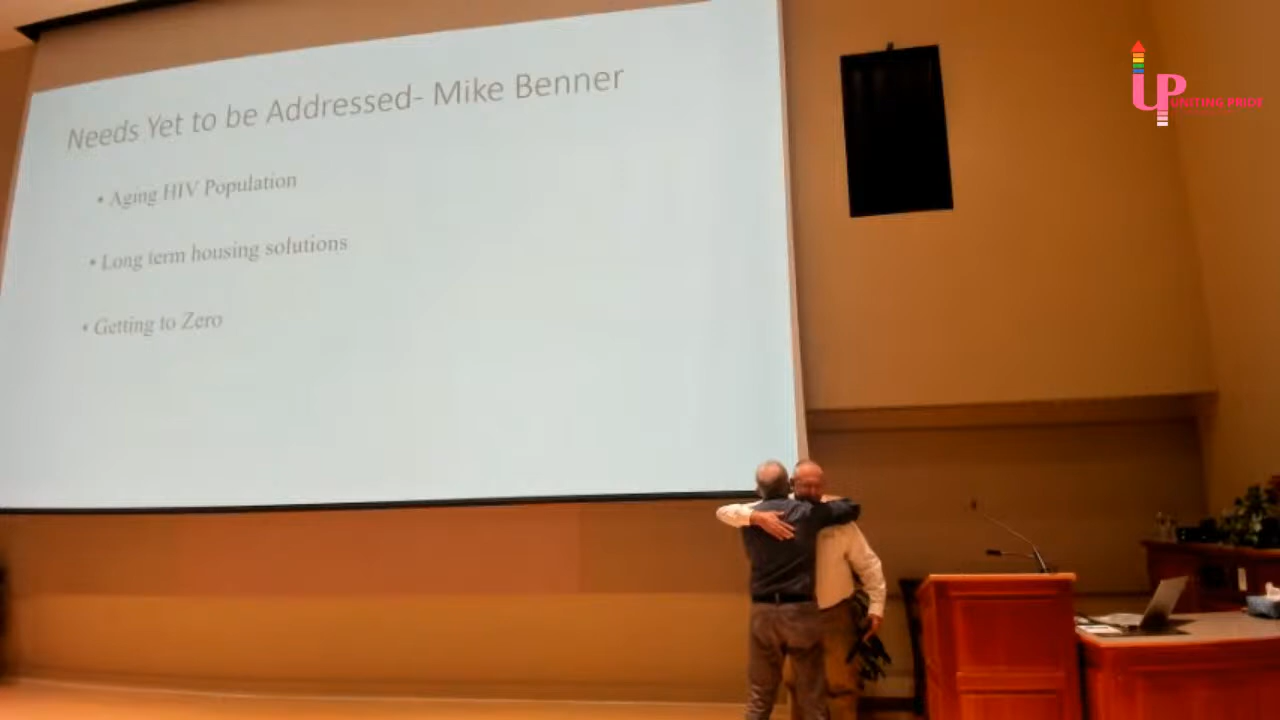 Needs Yet to be Addressed- Mike Benner
• Aging HIV Population
• Long term housing solutions
• Getting to Zero
UP
UNITING PRIDE